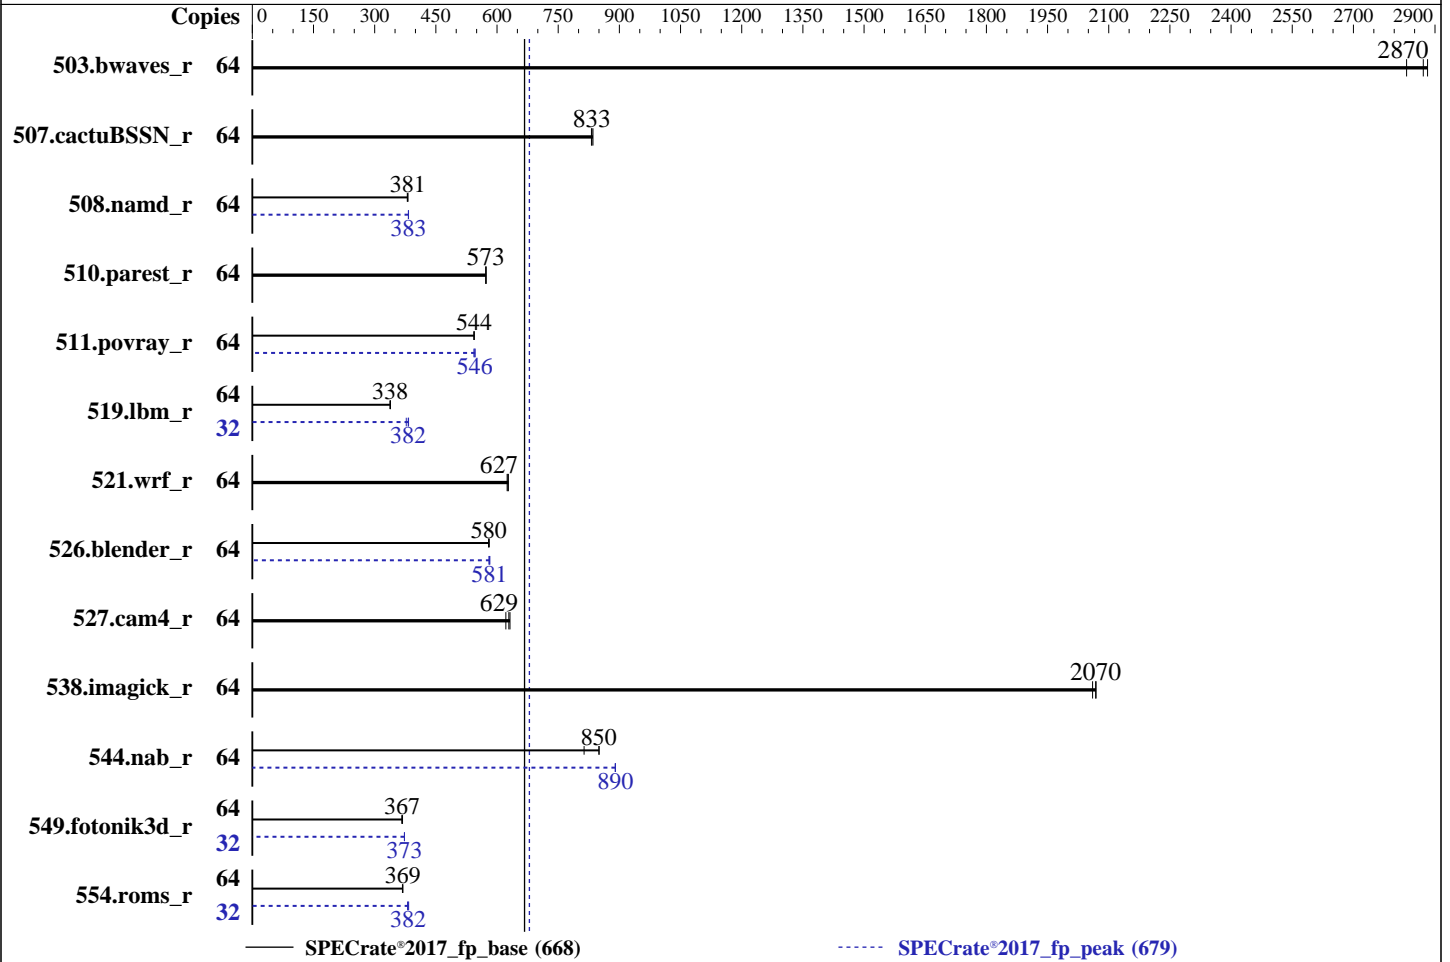 Copies 0 150 300 450 600 750 900 1050 1200 1350 1500 1650 1800 1950 2100 2250 2400 2550 2700 2900
503.bwaves_r 64 2870
507.cactuBSSN_r 64 833
508.namd_r 64 381
383
510.parest_r 64 573
511.povray_r 64 544
546
519.lbm_r 64 338
32 382
521.wrf_r 64 627
526.blender_r 64 580
581
527.cam4_r 64 629
538.imagick_r 64 2070
544.nab_r 64 850
890
549.fotonik3d_r 64 367
32 373
554.roms_r 64 369
32 382
SPECrate®2017_fp_base (668) SPECrate®2017_fp_peak (679)